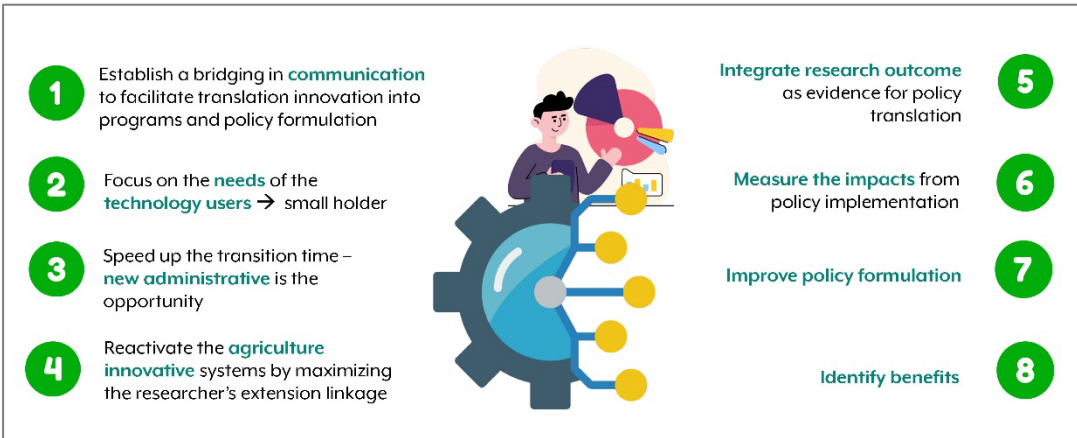 1
Establish a bridging in communication
to facilitate translation innovation into
programs and policy formulation
2
Focus on the needs of the
technology users → small holder
3
Speed up the transition time –
new administrative is the
opportunity
4
Reactivate the agriculture
innovative systems by maximizing
the researcher's extension linkage
Integrate research outcome
as evidence for policy
translation
5
Measure the impacts from
policy implementation
6
Improve policy formulation
7
Identify benefits
8